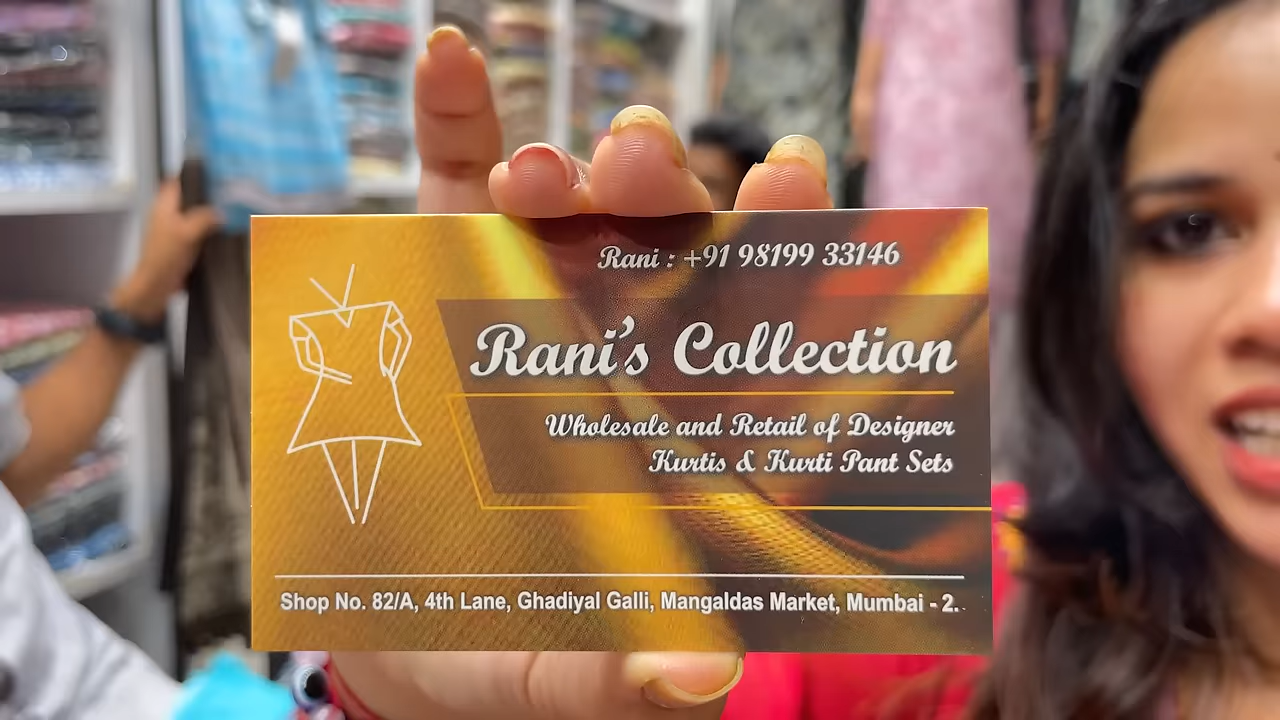 Rani : +91 98199 33146
Rani's Collection
Wholesale and Retail of Designer
Kurtis & Kurti Pant Sets
Shop No. 82/A, 4th Lane, Ghadiyal Galli, Mangaldas Market, Mumbai - 2.